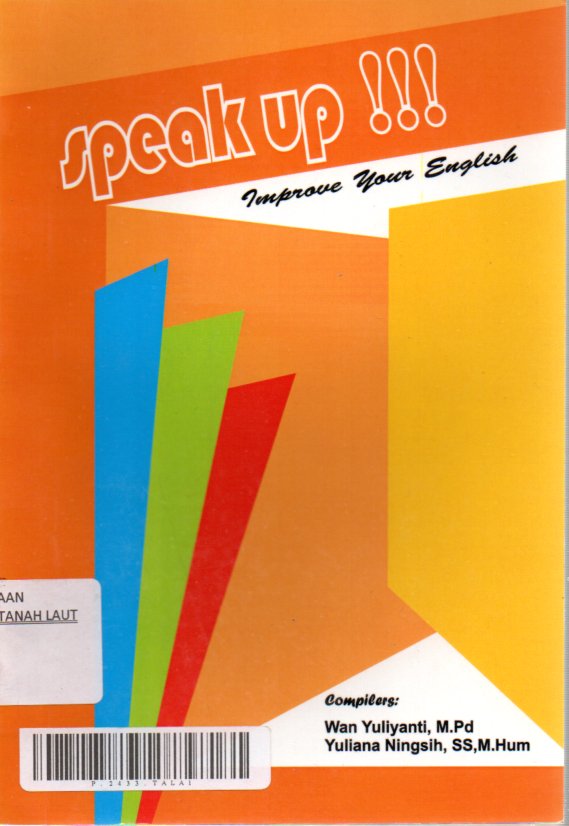 speak up !!!
Improve Your English
AAN
TANAH LAUT
Compilers:
Wan Yuliyanti, M.Pd
Yuliana Ningsih, SS,M.Hum
P.2433.TALA1